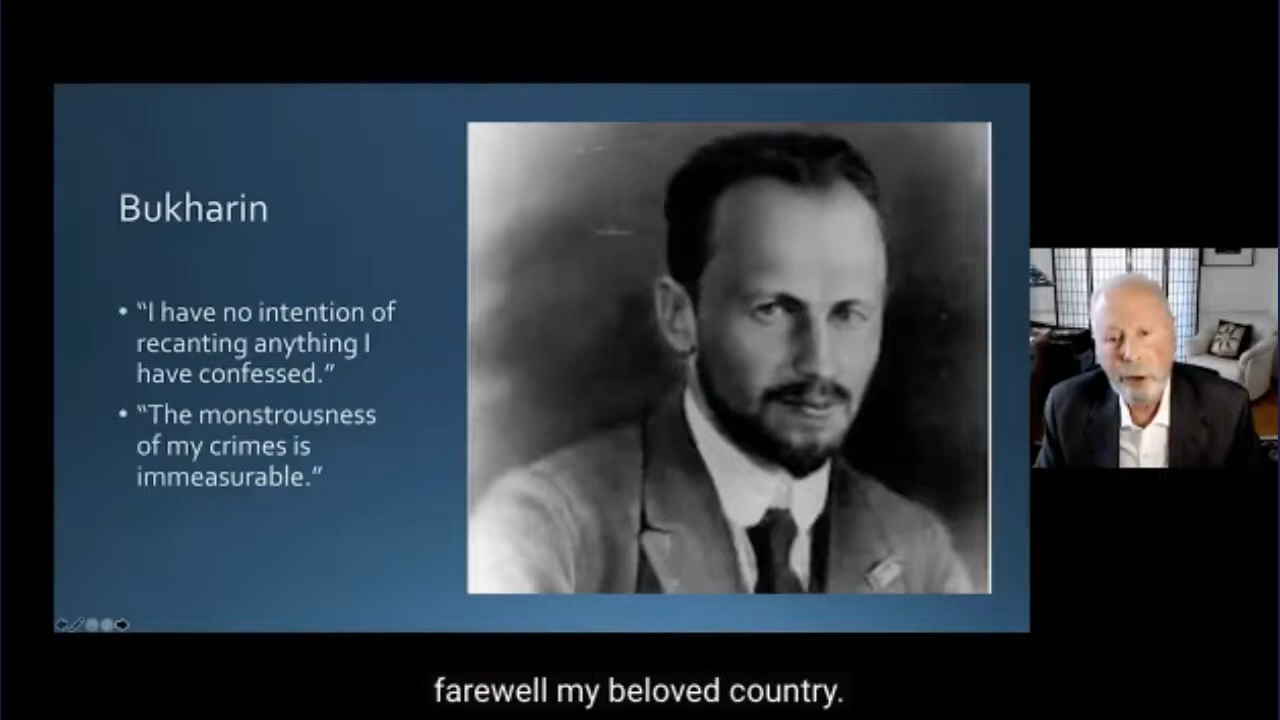 Bukharin
• “I have no intention of
recanting anything I
have confessed.”
• “The monstrousness
of my crimes is
immeasurable.”
farewell my beloved country.